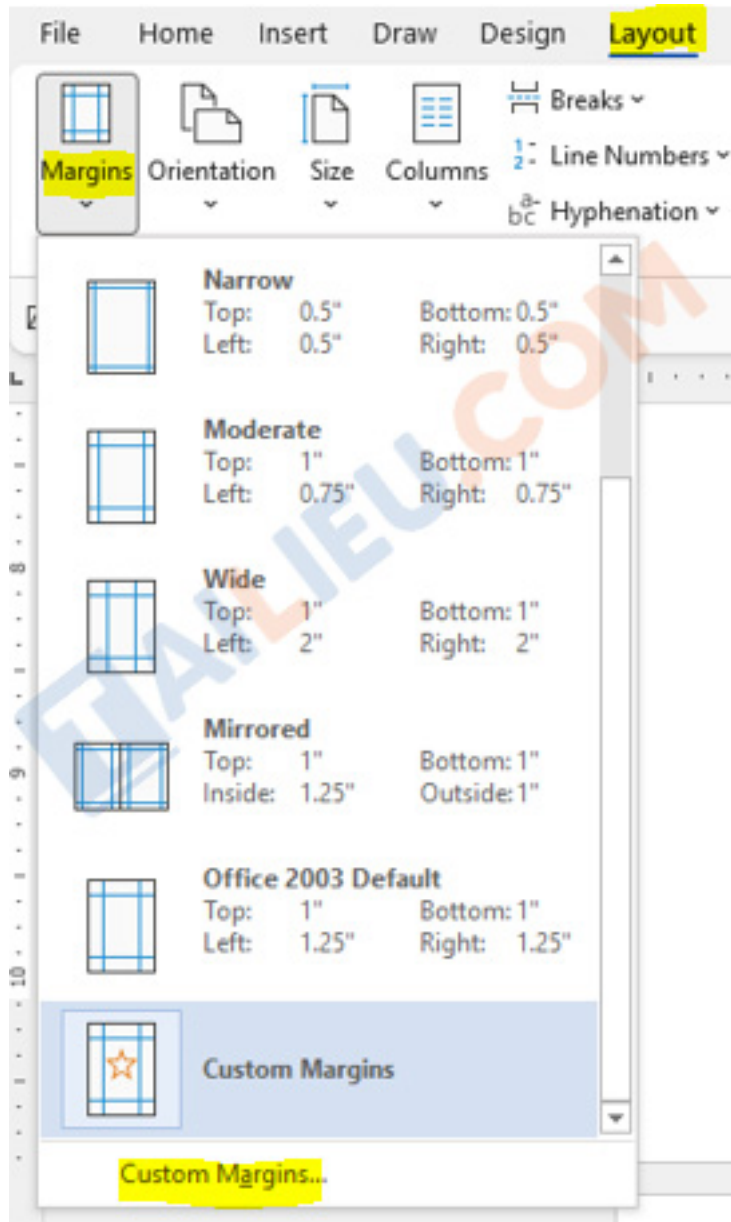 File Home Insert Draw Design Layout
Margins Orientation Size Columns
Breaks
Line Numbers
Hyphenation
Narrow
Top: 0.5" Bottom: 0.5"
Left: 0.5" Right: 0.5"
Moderate
Top: 1" Bottom: 1"
Left: 0.75" Right: 0.75"
Wide
Top: 1" Bottom: 1"
Left: 2" Right: 2"
Mirrored
Top: 1" Bottom: 1"
Inside: 1.25" Outside: 1"
Office 2003 Default
Top: 1" Bottom: 1"
Left: 1.25" Right: 1.25"
Custom Margins
Custom Margins...
8
9
10
TAILIEU.COM